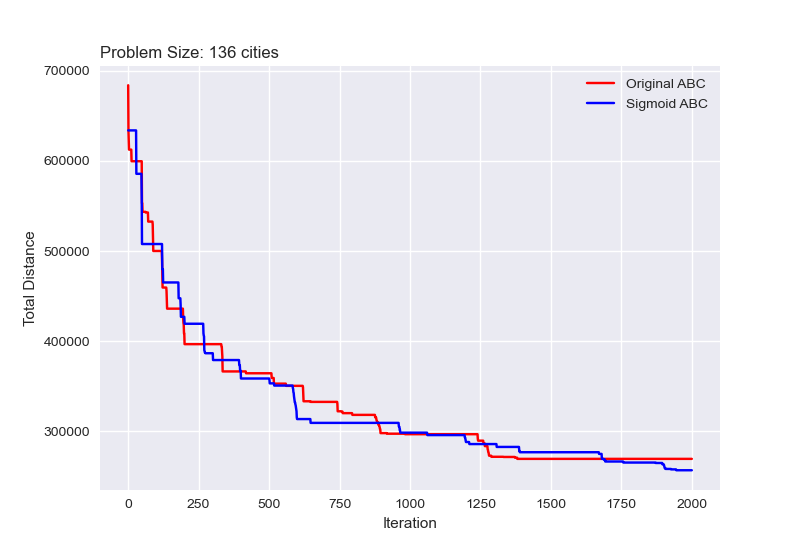 Problem Size: 136 cities
700000
600000
500000
400000
300000
Total Distance
Original ABC
Sigmoid ABC
0 250 500 750 1000 1250 1500 1750 2000
Iteration